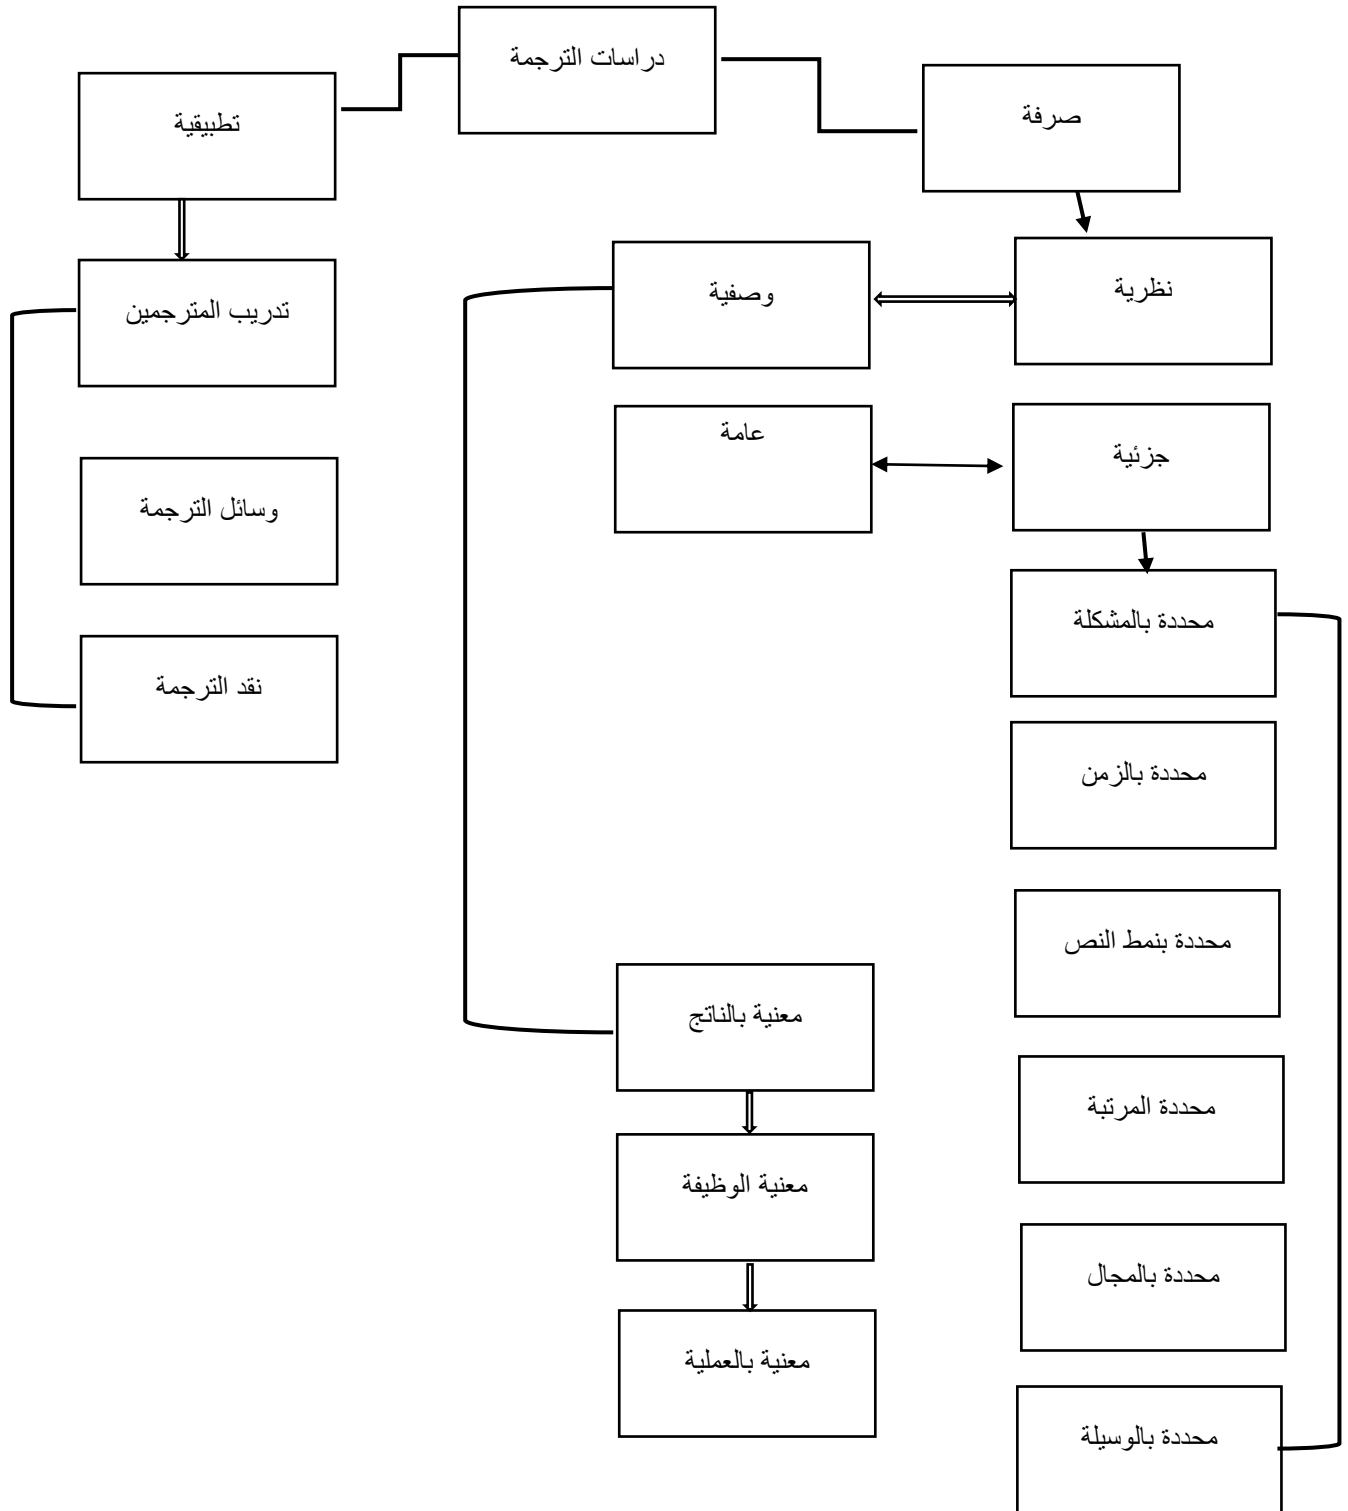 دراسات الترجمة
صرفة
تطبيقية
نظرية
وصفية
تدريب المترجمين
جزئية
عامة
وسائل الترجمة
محددة بالمشكلة
نقد الترجمة
محددة بالزمن
محددة بنمط النص
معنية بالناتج
محددة المرتبة
معنية الوظيفة
محددة بالمجال
معنية بالعملية
محددة بالوسيلة